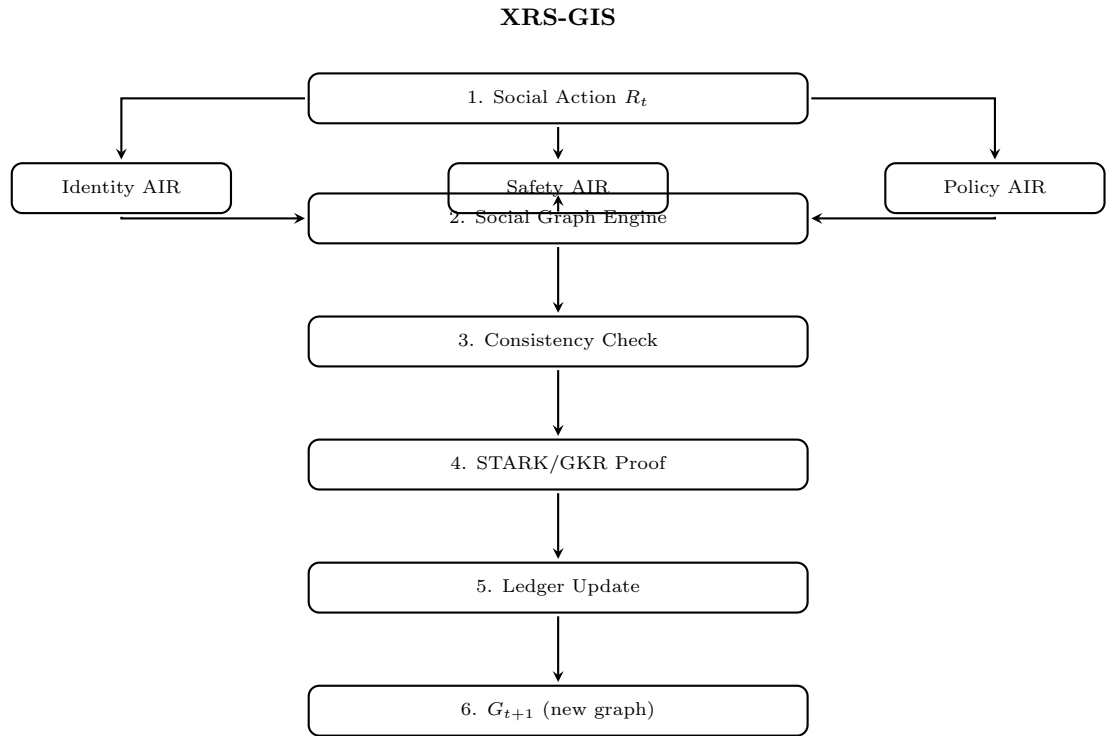 XRS-GIS
1. Social Action R_t
Identity AIR
Safety AIR
Policy AIR
2. Social Graph Engine
3. Consistency Check
4. STARK/GKR Proof
5. Ledger Update
6. G_{t+1} (new graph)